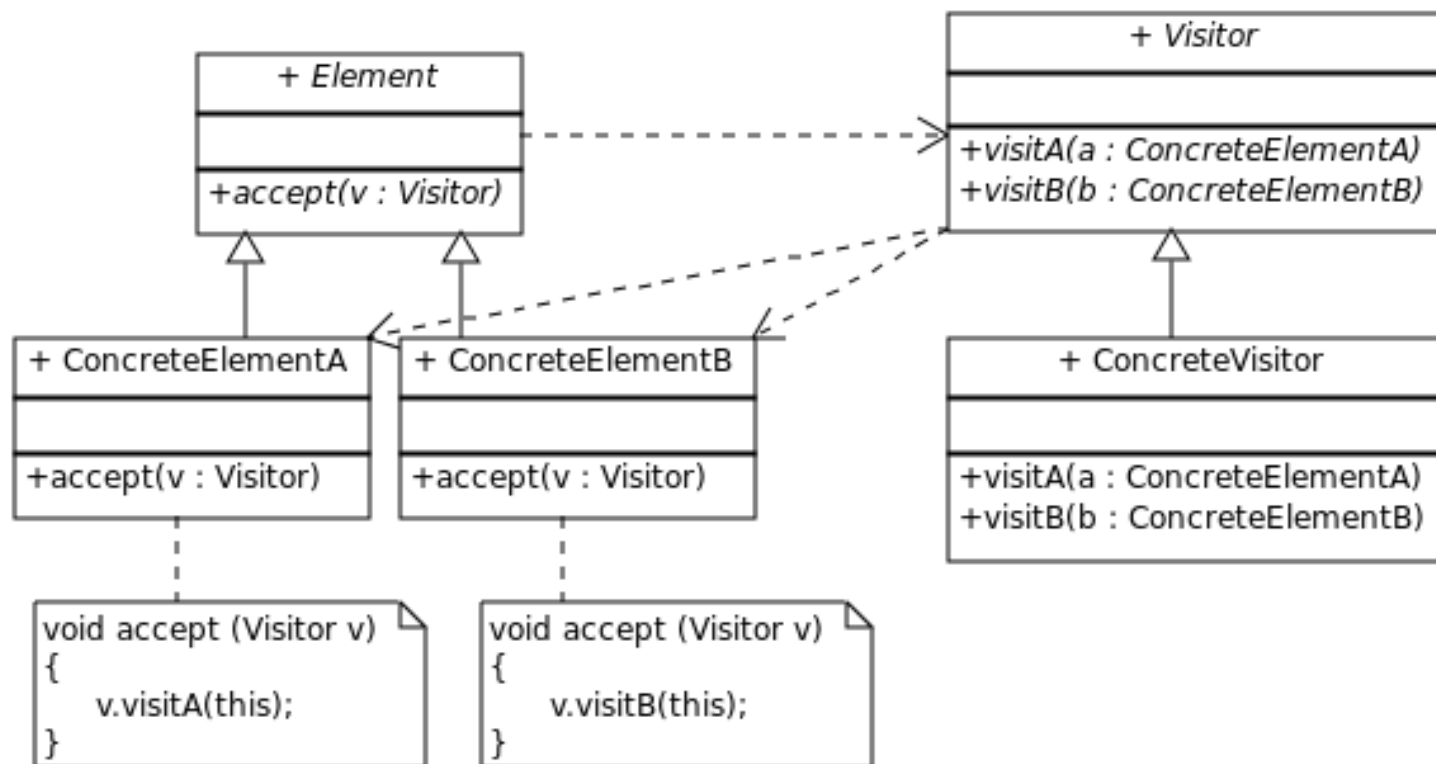 + Element
+accept(v : Visitor)
+ Visitor
+visitA(a : ConcreteElementA)
+visitB(b : ConcreteElementB)
+ ConcreteElementA
+accept(v : Visitor)
+ ConcreteElementB
+accept(v : Visitor)
+ ConcreteVisitor
+visitA(a : ConcreteElementA)
+visitB(b : ConcreteElementB)
void accept (Visitor v)
{
v.visitA(this);
}
void accept (Visitor v)
{
v.visitB(this);
}